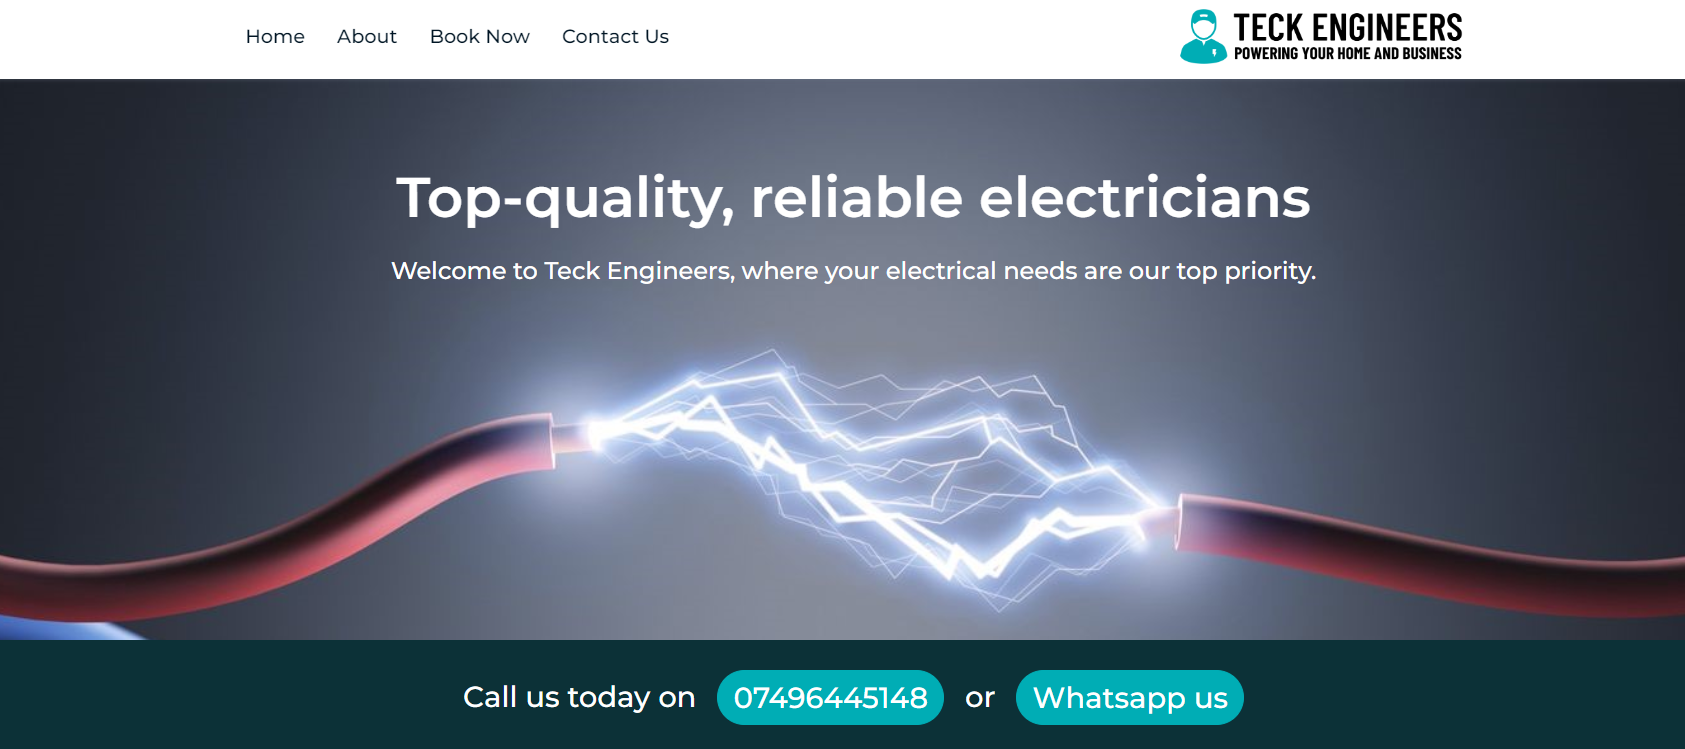 Home About Book Now Contact Us
TECK ENGINEERS
POWERING YOUR HOME AND BUSINESS
Top-quality, reliable electricians
Welcome to Teck Engineers, where your electrical needs are our top priority.
Call us today on 07496445148 or Whatsapp us